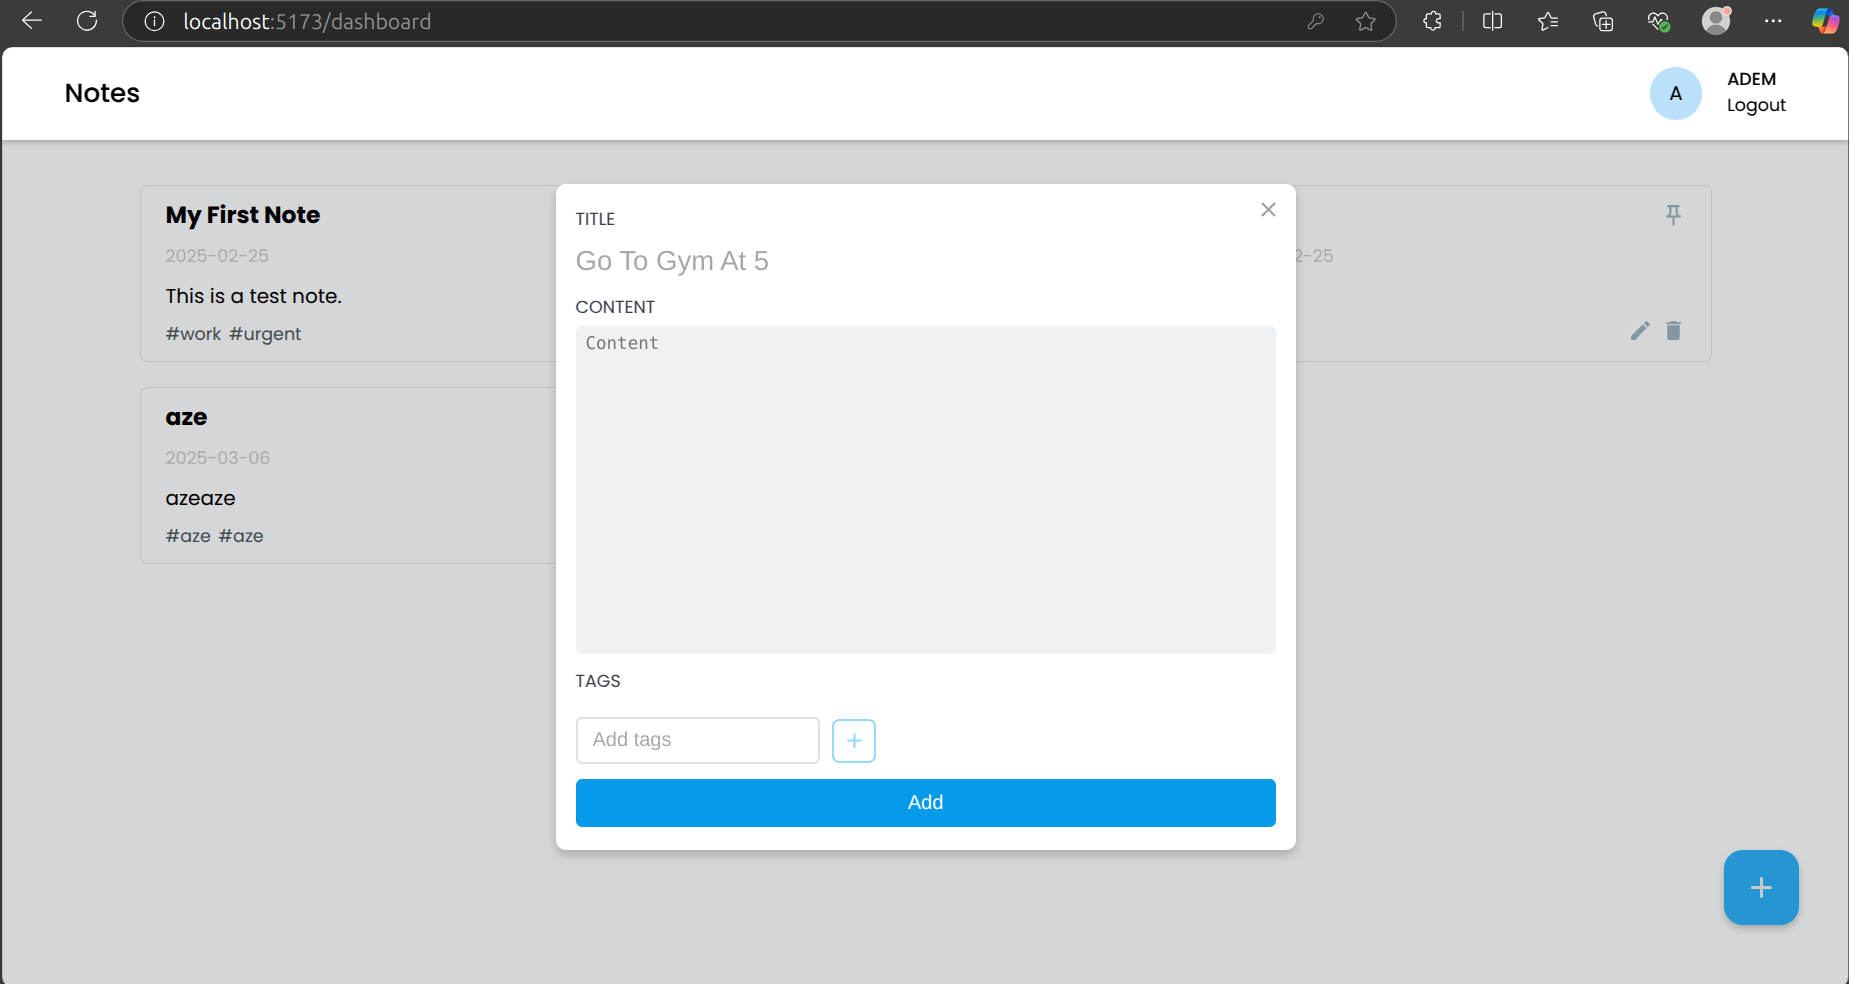 localhost:5173/dashboard
Notes
A
ADEM
Logout
My First Note
2025-02-25
This is a test note.
#work #urgent
aze
2025-03-06
azeaze
#aze #aze
TITLE
Go To Gym At 5
CONTENT
Content
TAGS
Add tags
+
Add
2-25
+